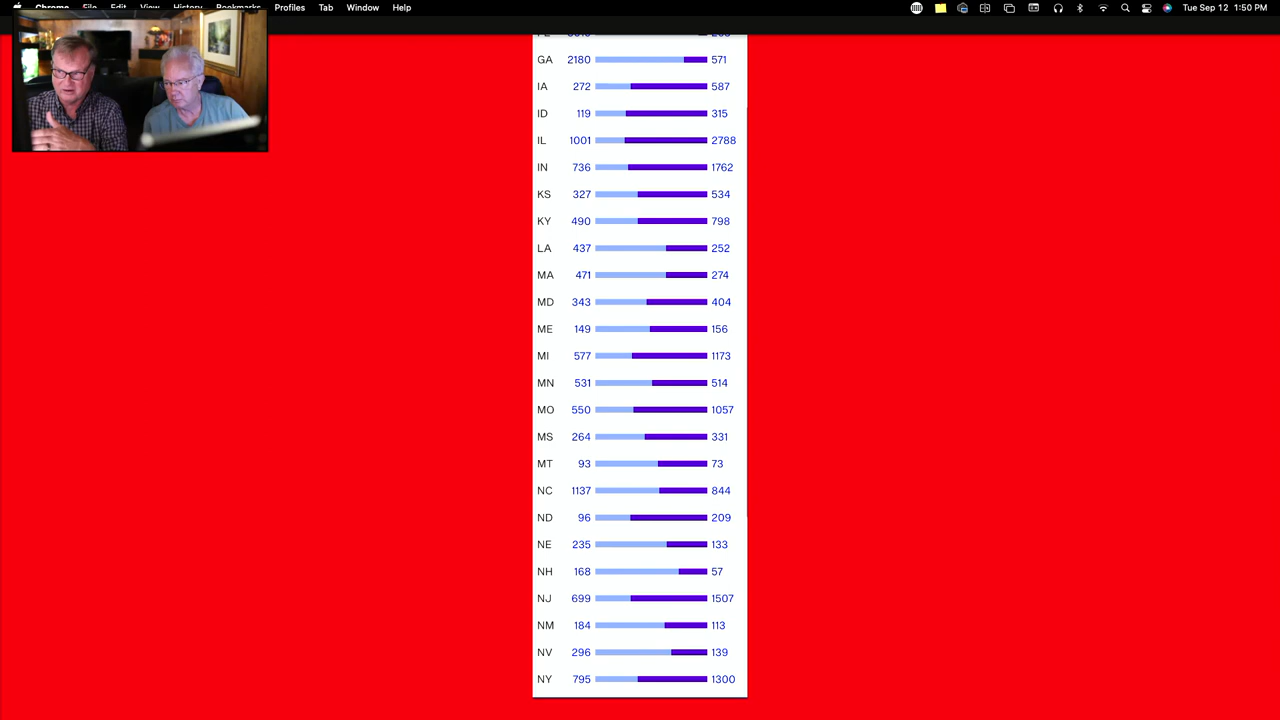 Chrome File Edit View History Bookmarks Profiles Tab Window Help Tue Sep 12 1:50 PM
GA 2180 571
IA 272 587
ID 119 315
IL 1001 2788
IN 736 1762
KS 327 534
KY 490 798
LA 437 252
MA 471 274
MD 343 404
ME 149 156
MI 577 1173
MN 531 514
MO 550 1057
MS 264 331
MT 93 73
NC 1137 844
ND 96 209
NE 235 133
NH 168 57
NJ 699 1507
NM 184 113
NV 296 139
NY 795 1300